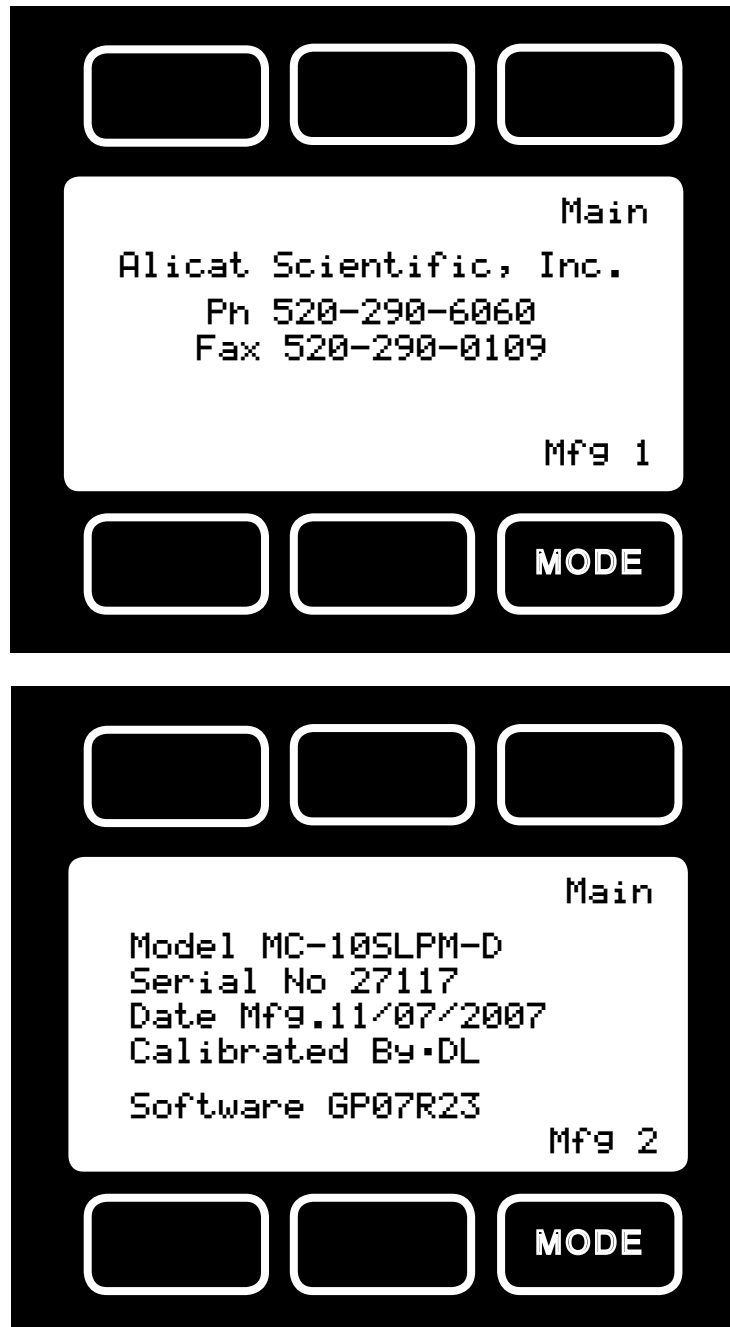 Main
Alicat Scientific, Inc.
Ph 520-290-6060
Fax 520-290-0109
Mfg 1
MODE
Main
Model MC-10SLPM-D
Serial No 27117
Date Mfg.11/07/2007
Calibrated By▪DL
Software GP07R23
Mfg 2
MODE